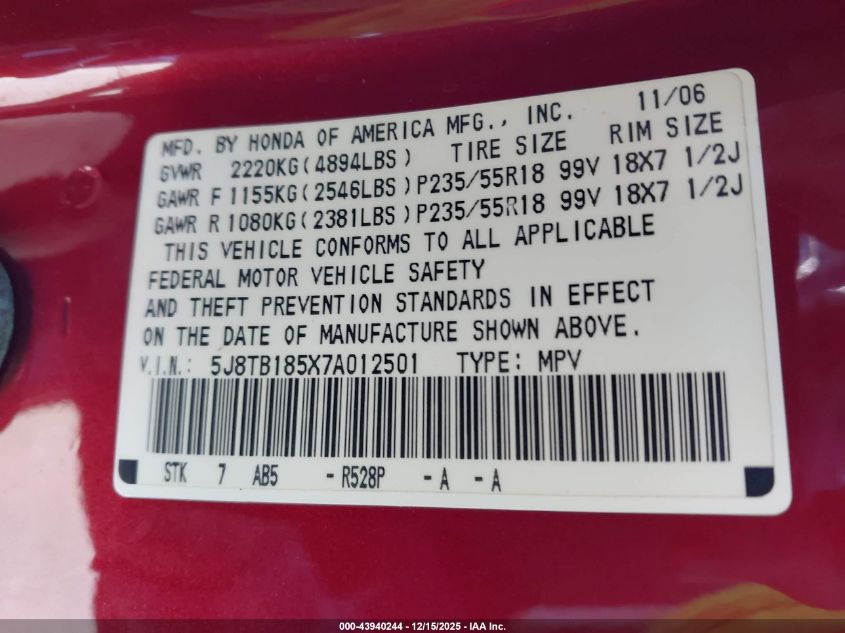 MFD. BY HONDA OF AMERICA MFG., INC. 11/06
GVWR 2220KG(4894LBS) TIRE SIZE RIM SIZE
GAWR F 1155KG(2546LBS)P235/55R18 99V 18X7 1/2J
GAWR R 1080KG(2381LBS)P235/55R18 99V 18X7 1/2J
THIS VEHICLE CONFORMS TO ALL APPLICABLE
FEDERAL MOTOR VEHICLE SAFETY
AND THEFT PREVENTION STANDARDS IN EFFECT
ON THE DATE OF MANUFACTURE SHOWN ABOVE.
V.I.N.: 5J8TB185X7A012501 TYPE: MPV
STK 7 AB5 -R528P -A -A
000-43940244 - 12/15/2025 - IAA Inc.